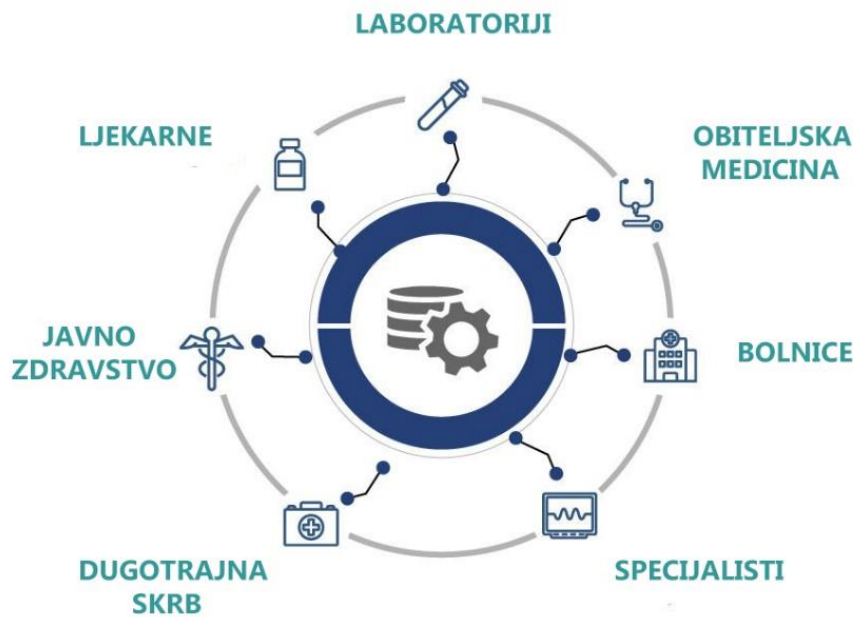 LABORATORIJI
LJEKARNE
OBITELJSKA
MEDICINA
JAVNO
ZDRAVSTVO
BOLNICE
DUGOTRAJNA
SKRB
SPECIJALISTI